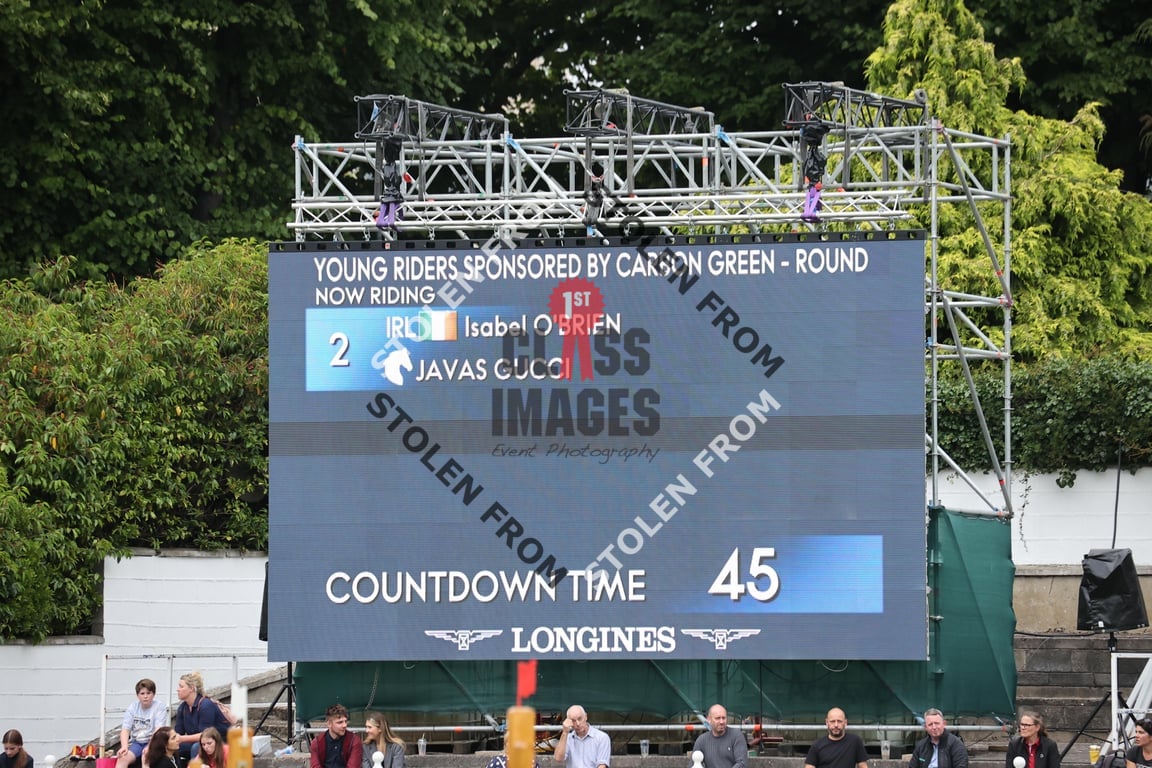 YOUNG RIDERS SPONSORED BY CARBON GREEN - ROUND
NOW RIDING
2
IRL Isabel O'BRIEN
JAVAS GUCCI
1ST
CLASS
IMAGES
Event Photography
STOLEN FROM
STOLEN FROM
STOLEN FROM
STOLEN FROM
COUNTDOWN TIME 45
LONGINES